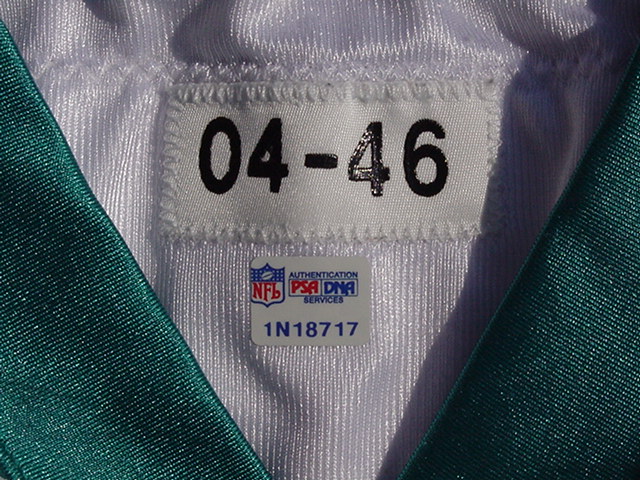 04-46
NFL
AUTHENTICATION
PSA DNA
SERVICES
1N18717